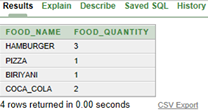 Results Explain Describe Saved SQL History
FOOD_NAME FOOD_QUANTITY
HAMBURGER 3
PIZZA 1
BIRIYANI 1
COCA_COLA 2
4 rows returned in 0.00 seconds CSV Export